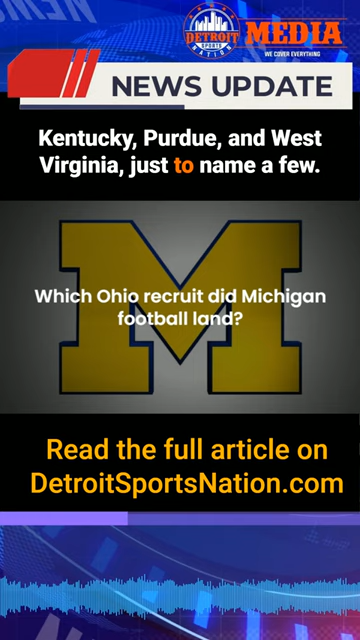 DETROIT
SPORTS
NATION
MEDIA
WE COVER EVERYTHING
NEWS UPDATE
Kentucky, Purdue, and West
Virginia, just to name a few.
M
Which Ohio recruit did Michigan
football land?
Read the full article on
DetroitSportsNation.com